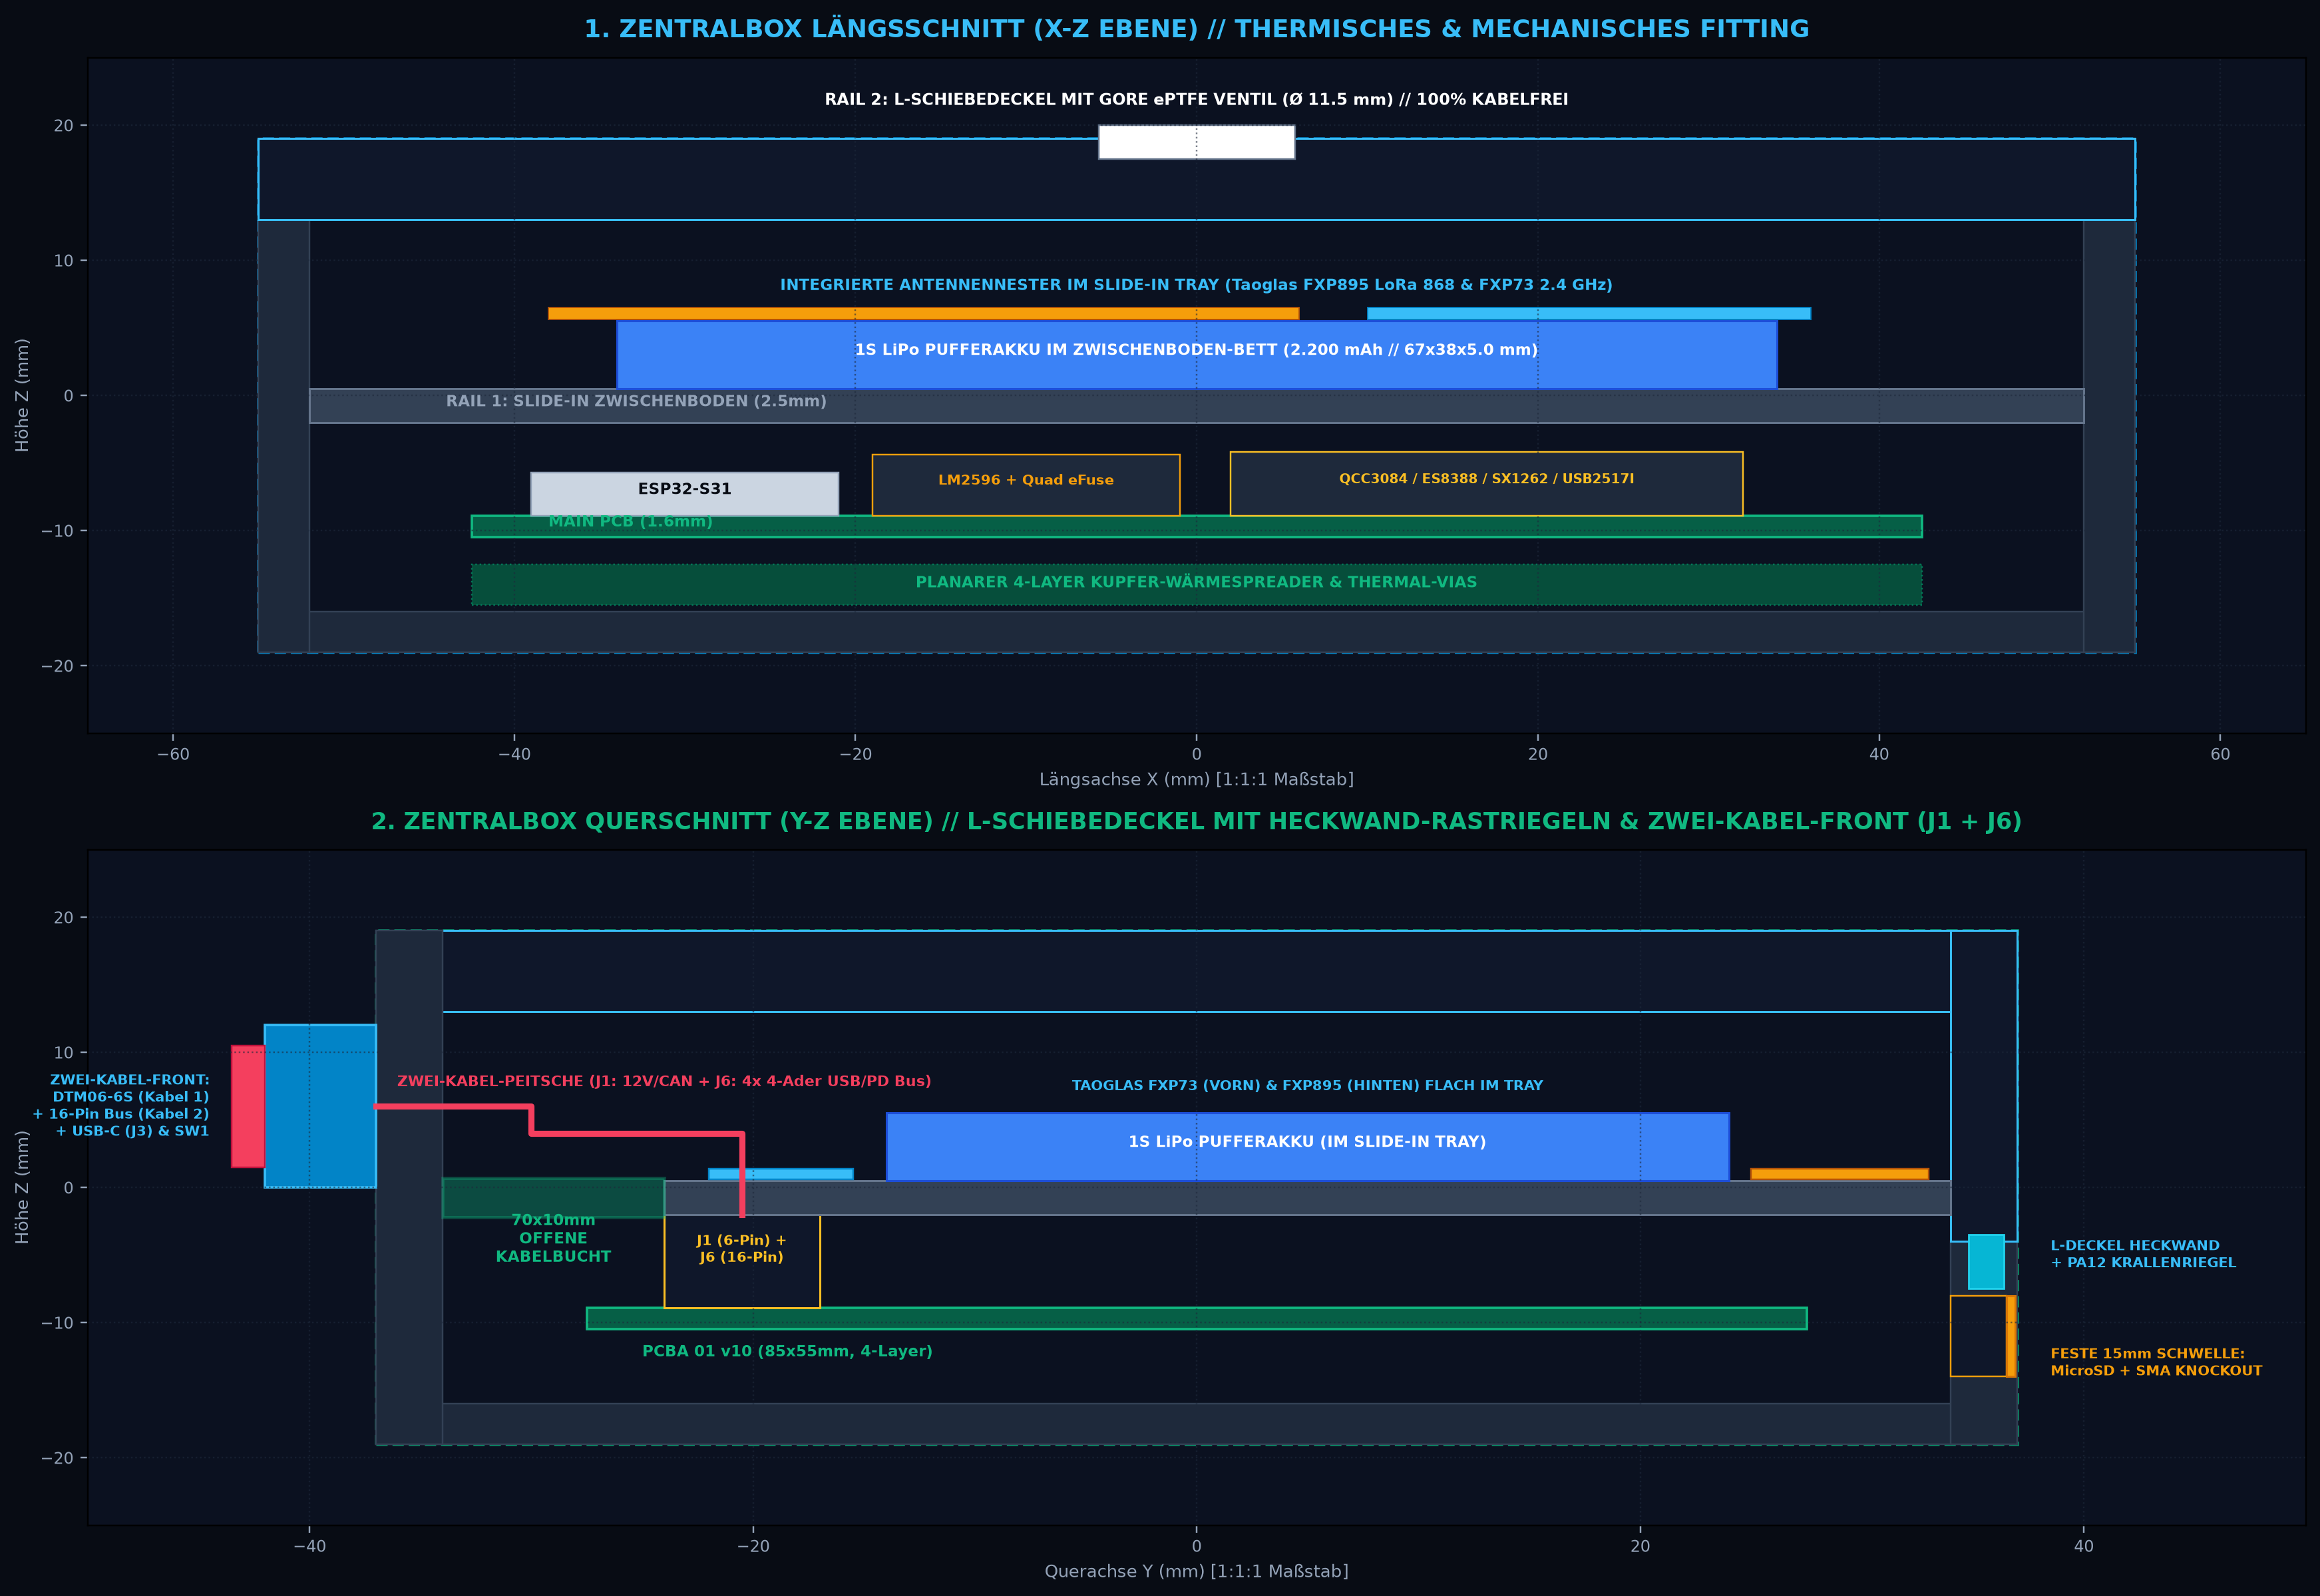 1. ZENTRALBOX LÄNGSSCHNITT (X-Z EBENE) // THERMISCHES & MECHANISCHES FITTING
RAIL 2: L-SCHIEBEDECKEL MIT GORE ePTFE VENTIL (Ø 11.5 mm) // 100% KABELFREI
INTEGRIERTE ANTENNENNESTER IM SLIDE-IN TRAY (Taoglas FXP895 LoRa 868 & FXP73 2.4 GHz)
1S LiPo PUFFERAKKU IM ZWISCHENBODEN-BETT (2.200 mAh // 67x38x5.0 mm)
RAIL 1: SLIDE-IN ZWISCHENBODEN (2.5mm)
ESP32-S31
LM2596 + Quad eFuse
QCC3084 / ES8388 / SX1262 / USB2517I
MAIN PCB (1.6mm)
PLANARER 4-LAYER KUPFER-WÄRMESPREADER & THERMAL-VIAS
Höhe Z (mm)
20
10
0
−10
−20
−60
−40
−20
0
20
40
60
Längsachse X (mm) [1:1:1 Maßstab]
2. ZENTRALBOX QUERSCHNITT (Y-Z EBENE) // L-SCHIEBEDECKEL MIT HECKWAND-RASTRIEGELN & ZWEI-KABEL-FRONT (J1 + J6)
ZWEI-KABEL-FRONT:
DTM06-6S (Kabel 1)
+ 16-Pin Bus (Kabel 2)
+ USB-C (J3) & SW1
ZWEI-KABEL-PEITSCHE (J1: 12V/CAN + J6: 4x 4-Ader USB/PD Bus)
TAOGLAS FXP73 (VORN) & FXP895 (HINTEN) FLACH IM TRAY
1S LiPo PUFFERAKKU (IM SLIDE-IN TRAY)
70x10mm
OFFENE
KABELBUCHT
J1 (6-Pin) +
J6 (16-Pin)
L-DECKEL HECKWAND
+ PA12 KRALLENRIEGEL
PCBA 01 v10 (85x55mm, 4-Layer)
FESTE 15mm SCHWELLE:
MicroSD + SMA KNOCKOUT
Höhe Z (mm)
20
10
0
−10
−20
−40
−20
0
20
40
Querachse Y (mm) [1:1:1 Maßstab]